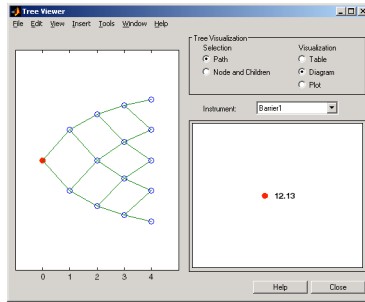 Tree Viewer
File Edit View Insert Tools Window Help
Tree Visualization
Selection
Path
Node and Children
Visualization
Table
Diagram
Plot
Instrument: Barrier1
12.13
0 1 2 3 4
Help Close